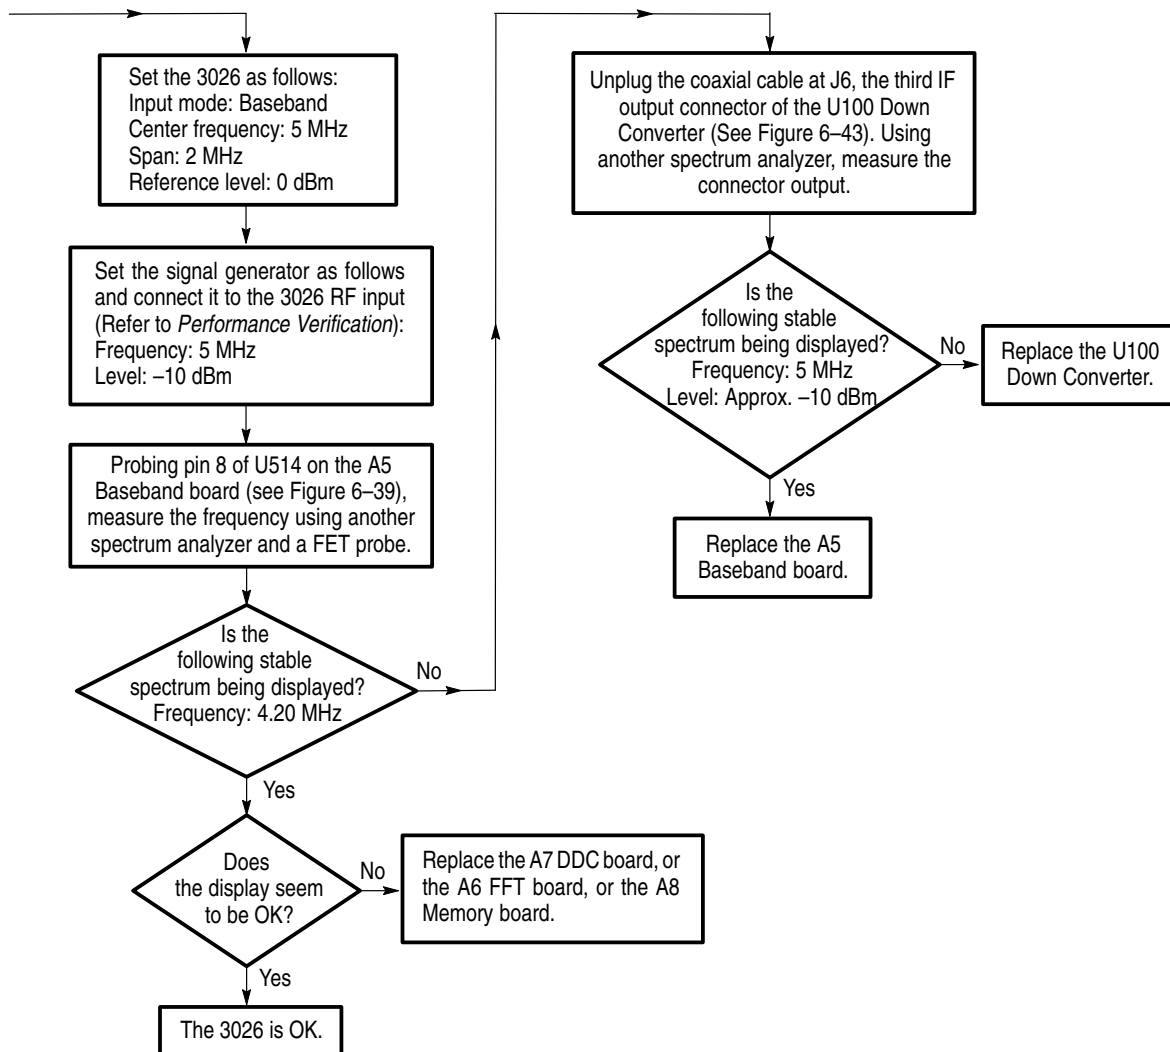 Set the 3026 as follows:
Input mode: Baseband
Center frequency: 5 MHz
Span: 2 MHz
Reference level: 0 dBm
Set the signal generator as follows
and connect it to the 3026 RF input
(Refer to Performance Verification):
Frequency: 5 MHz
Level: –10 dBm
Probing pin 8 of U514 on the A5
Baseband board (see Figure 6–39),
measure the frequency using another
spectrum analyzer and a FET probe.
Is the
following stable
spectrum being displayed?
Frequency: 4.20 MHz
No
Yes
Does
the display seem
to be OK?
No
Replace the A7 DDC board, or
the A6 FFT board, or the A8
Memory board.
Yes
The 3026 is OK.
Unplug the coaxial cable at J6, the third IF
output connector of the U100 Down
Converter (See Figure 6–43). Using
another spectrum analyzer, measure the
connector output.
Is the
following stable
spectrum being displayed?
Frequency: 5 MHz
Level: Approx. –10 dBm
No
Replace the U100
Down Converter.
Yes
Replace the A5
Baseband board.